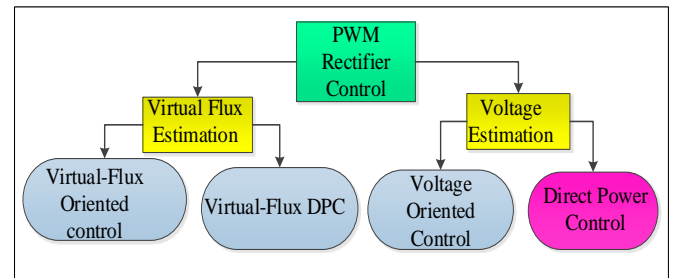 PWM
Rectifier
Control
Virtual Flux
Estimation
Voltage
Estimation
Virtual-Flux
Oriented
control
Virtual-Flux DPC
Voltage
Oriented
Control
Direct Power
Control